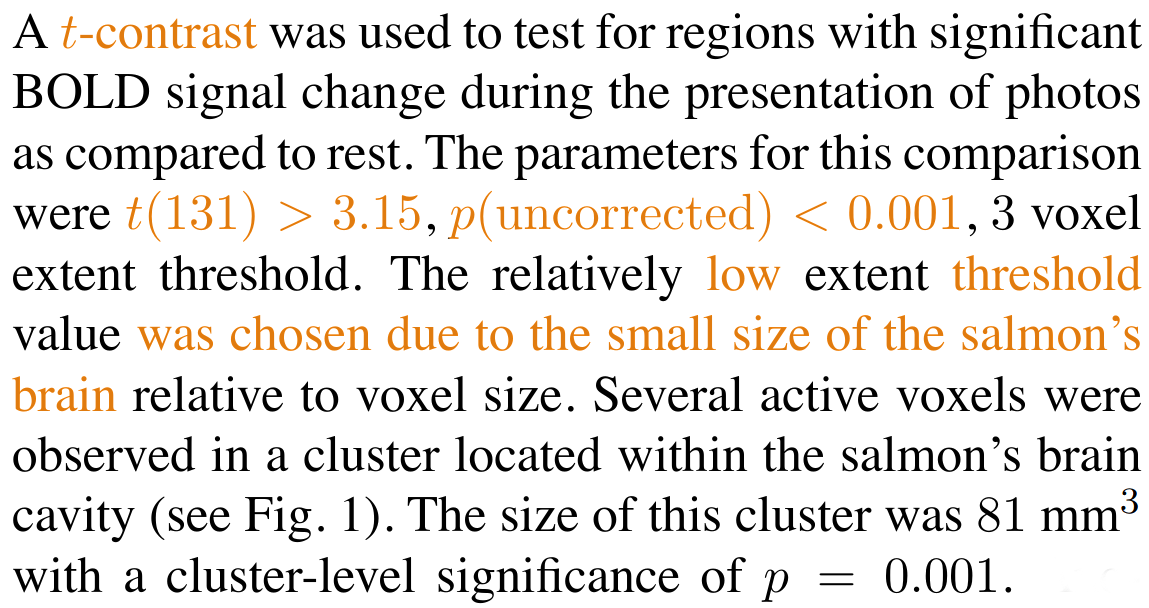 A t-contrast was used to test for regions with significant
BOLD signal change during the presentation of photos
as compared to rest. The parameters for this comparison
were t(131) > 3.15, p(uncorrected) < 0.001, 3 voxel
extent threshold. The relatively low extent threshold
value was chosen due to the small size of the salmon’s
brain relative to voxel size. Several active voxels were
observed in a cluster located within the salmon’s brain
cavity (see Fig. 1). The size of this cluster was 81 mm³
with a cluster-level significance of p = 0.001.